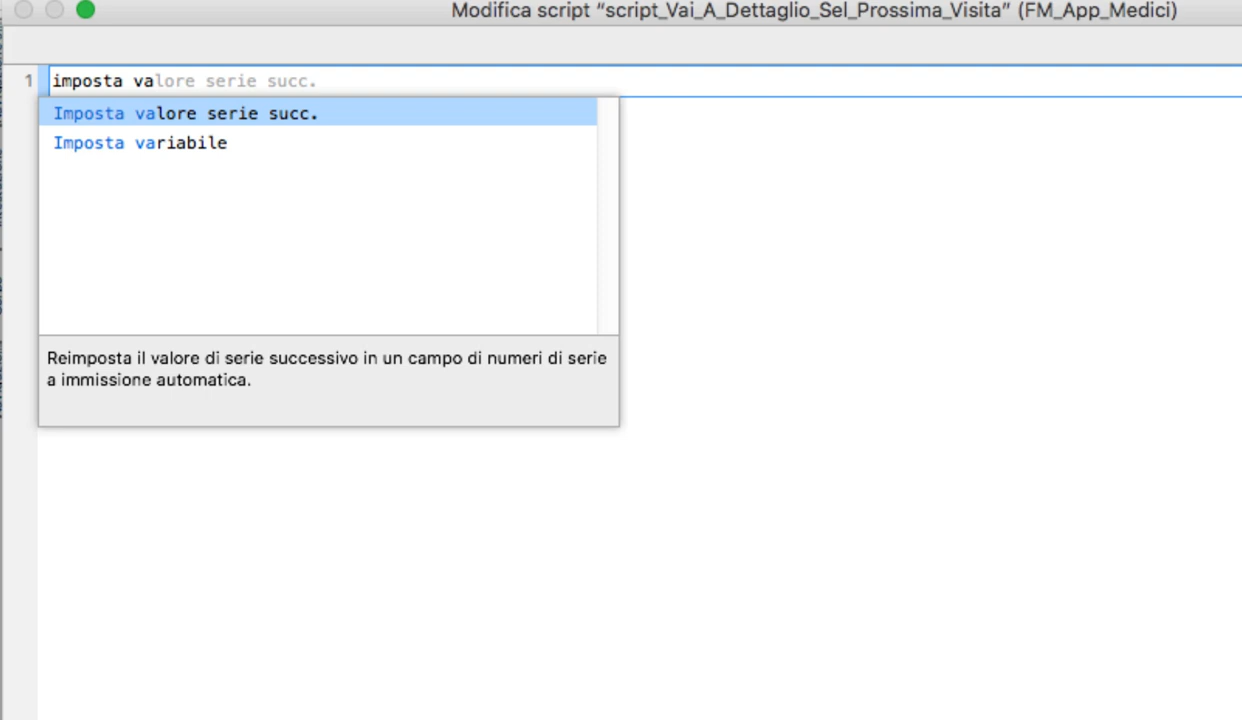 Modifica script “script_Vai_A_Dettaglio_Sel_Prossima_Visita” (FM_App_Medici)
1 imposta valore serie succ.
Imposta valore serie succ.
Imposta variabile
Reimposta il valore di serie successivo in un campo di numeri di serie
a immissione automatica.